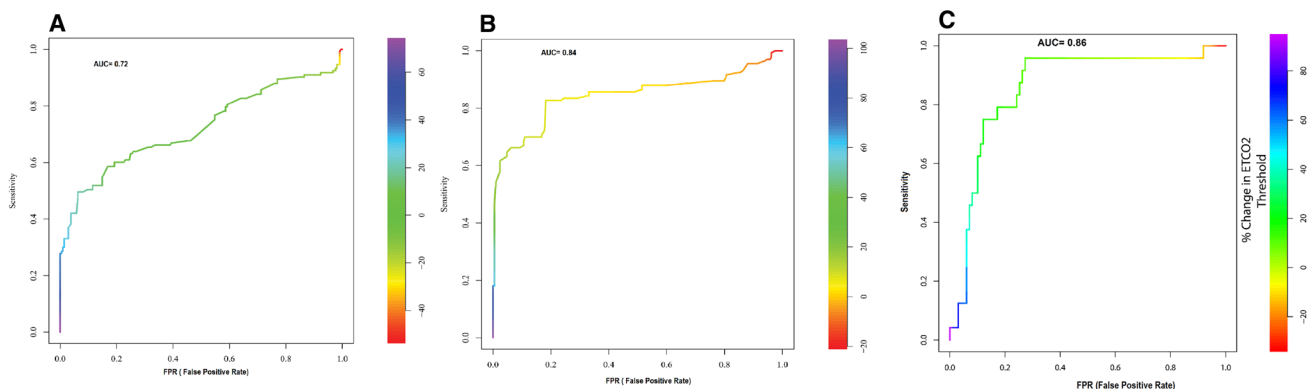 A
AUC= 0.72
Sensitivity
0.0 0.2 0.4 0.6 0.8 1.0
0.0 0.2 0.4 0.6 0.8 1.0
FPR ( False Positive Rate)
−40 −20 0 20 40 60
B
AUC= 0.84
Sensitivity
0.0 0.2 0.4 0.6 0.8 1.0
0.0 0.2 0.4 0.6 0.8 1.0
FPR ( False Positive Rate)
−20 0 20 40 60 80 100
C
AUC= 0.86
Sensitivity
0.0 0.2 0.4 0.6 0.8 1.0
0.0 0.2 0.4 0.6 0.8 1.0
FPR (False Positive Rate)
% Change in ETCO2
Threshold
−20 0 20 40 60 80